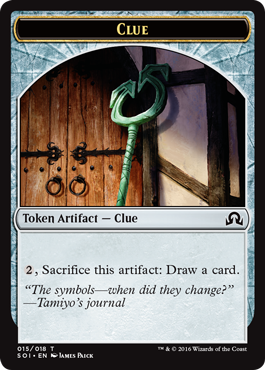 Clue
Token Artifact — Clue
2, Sacrifice this artifact: Draw a card.
“The symbols—when did they change?”
—Tamiyo’s journal
015/018 T
SOI • EN James Paick
™ & © 2016 Wizards of the Coast